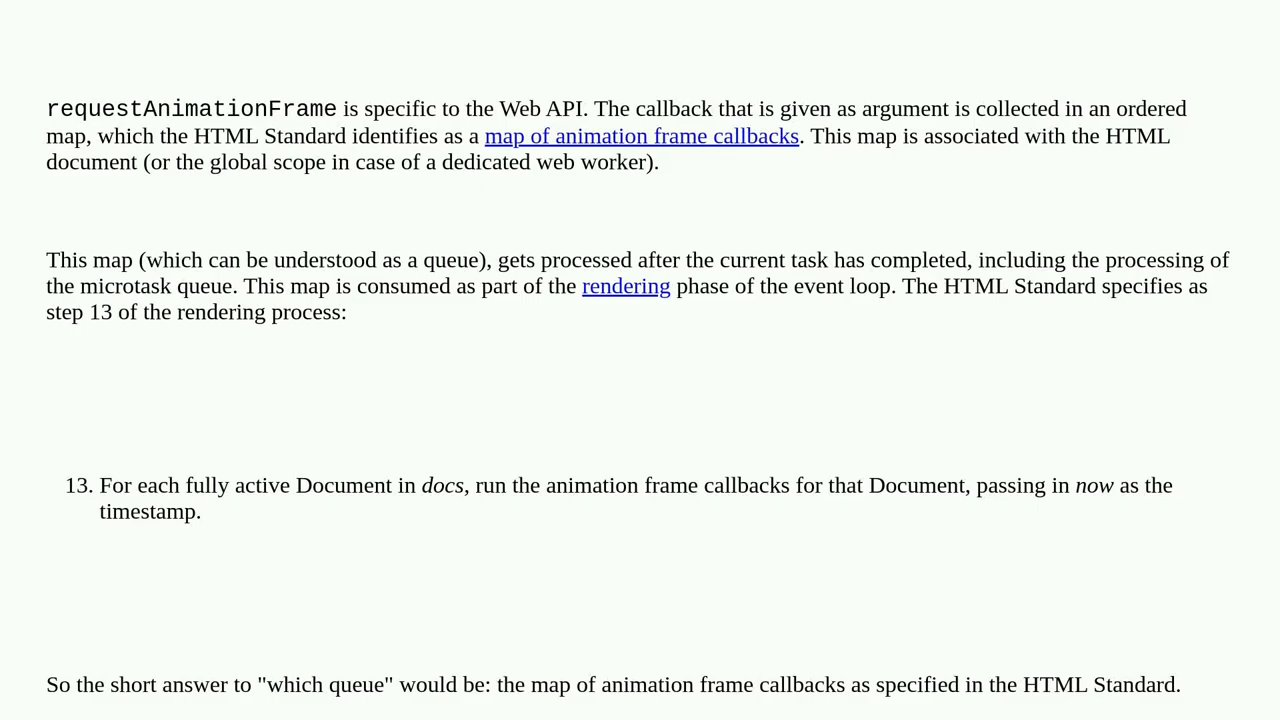 requestAnimationFrame is specific to the Web API. The callback that is given as argument is collected in an ordered
map, which the HTML Standard identifies as a map of animation frame callbacks. This map is associated with the HTML
document (or the global scope in case of a dedicated web worker).
This map (which can be understood as a queue), gets processed after the current task has completed, including the processing of
the microtask queue. This map is consumed as part of the rendering phase of the event loop. The HTML Standard specifies as
step 13 of the rendering process:
13. For each fully active Document in docs, run the animation frame callbacks for that Document, passing in now as the
timestamp.
So the short answer to "which queue" would be: the map of animation frame callbacks as specified in the HTML Standard.